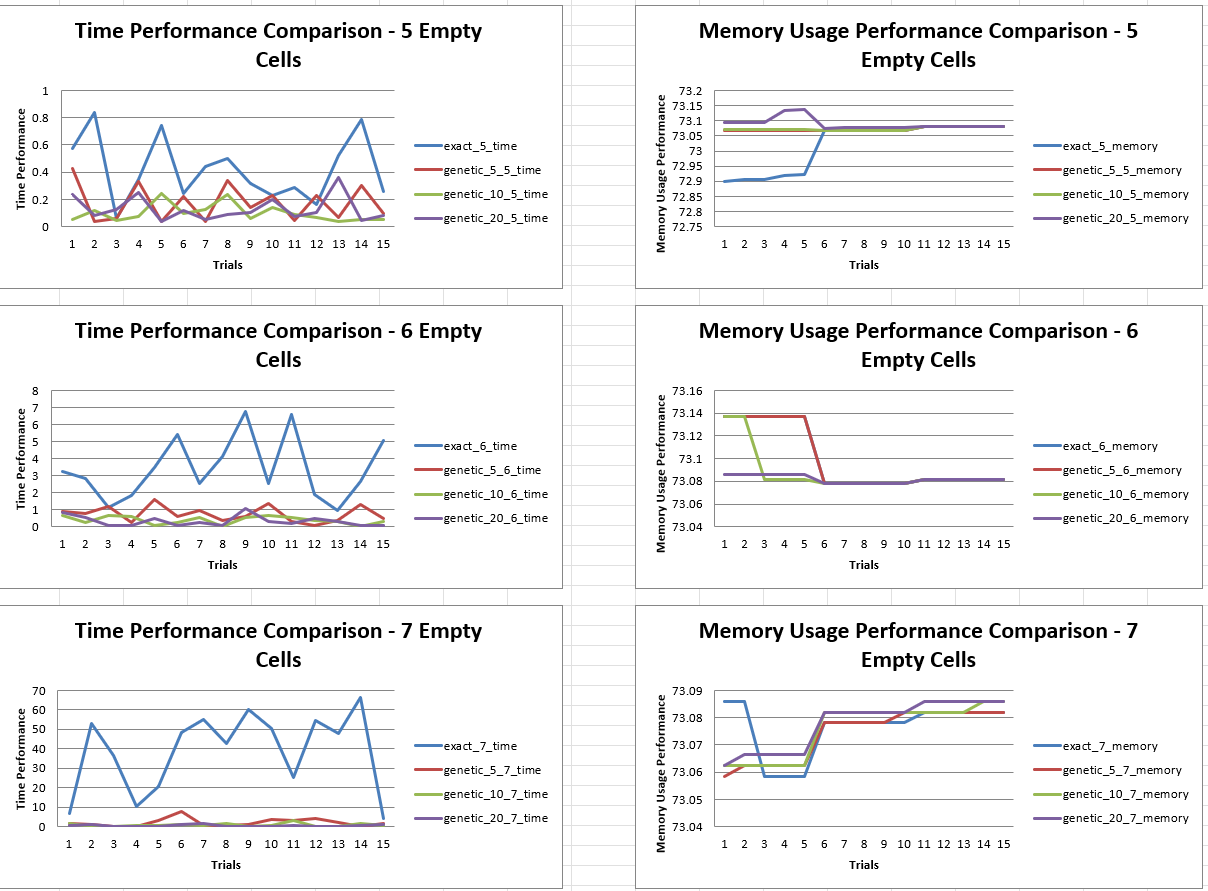 Time Performance Comparison - 5 Empty
Cells
Time Performance
1
0.8
0.6
0.4
0.2
0
1 2 3 4 5 6 7 8 9 10 11 12 13 14 15
Trials
exact_5_time
genetic_5_5_time
genetic_10_5_time
genetic_20_5_time
Memory Usage Performance Comparison - 5
Empty Cells
Memory Usage Performance
73.2
73.15
73.1
73.05
73
72.95
72.9
72.85
72.8
72.75
1 2 3 4 5 6 7 8 9 10 11 12 13 14 15
Trials
exact_5_memory
genetic_5_5_memory
genetic_10_5_memory
genetic_20_5_memory
Time Performance Comparison - 6 Empty
Cells
Time Performance
8
7
6
5
4
3
2
1
0
1 2 3 4 5 6 7 8 9 10 11 12 13 14 15
Trials
exact_6_time
genetic_5_6_time
genetic_10_6_time
genetic_20_6_time
Memory Usage Performance Comparison - 6
Empty Cells
Memory Usage Performance
73.16
73.14
73.12
73.1
73.08
73.06
73.04
1 2 3 4 5 6 7 8 9 10 11 12 13 14 15
Trials
exact_6_memory
genetic_5_6_memory
genetic_10_6_memory
genetic_20_6_memory
Time Performance Comparison - 7 Empty
Cells
Time Performance
70
60
50
40
30
20
10
0
1 2 3 4 5 6 7 8 9 10 11 12 13 14 15
Trials
exact_7_time
genetic_5_7_time
genetic_10_7_time
genetic_20_7_time
Memory Usage Performance Comparison - 7
Empty Cells
Memory Usage Performance
73.09
73.08
73.07
73.06
73.05
73.04
1 2 3 4 5 6 7 8 9 10 11 12 13 14 15
Trials
exact_7_memory
genetic_5_7_memory
genetic_10_7_memory
genetic_20_7_memory